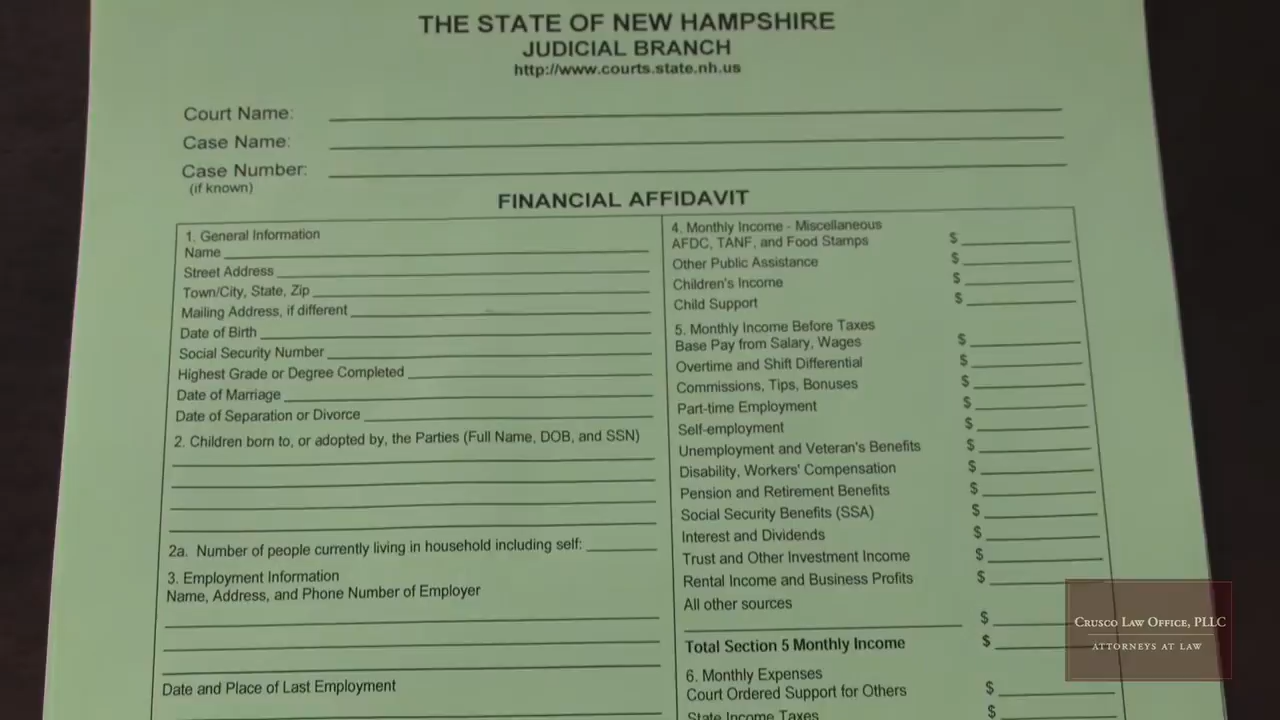 THE STATE OF NEW HAMPSHIRE
JUDICIAL BRANCH
http://www.courts.state.nh.us
Court Name:
Case Name:
Case Number:
(if known)
FINANCIAL AFFIDAVIT
1. General Information
Name
Street Address
Town/City, State, Zip
Mailing Address, if different
Date of Birth
Social Security Number
Highest Grade or Degree Completed
Date of Marriage
Date of Separation or Divorce
2. Children born to, or adopted by, the Parties (Full Name, DOB, and SSN)
2a. Number of people currently living in household including self:
3. Employment Information
Name, Address, and Phone Number of Employer
Date and Place of Last Employment
4. Monthly Income - Miscellaneous
AFDC, TANF, and Food Stamps $
Other Public Assistance $
Children's Income $
Child Support $
5. Monthly Income Before Taxes
Base Pay from Salary, Wages $
Overtime and Shift Differential $
Commissions, Tips, Bonuses $
Part-time Employment $
Self-employment $
Unemployment and Veteran's Benefits $
Disability, Workers' Compensation $
Pension and Retirement Benefits $
Social Security Benefits (SSA) $
Interest and Dividends $
Trust and Other Investment Income $
Rental Income and Business Profits $
All other sources
$
Total Section 5 Monthly Income $
6. Monthly Expenses
Court Ordered Support for Others $
State Income Taxes $
CRUSCO LAW OFFICE, PLLC
ATTORNEYS AT LAW